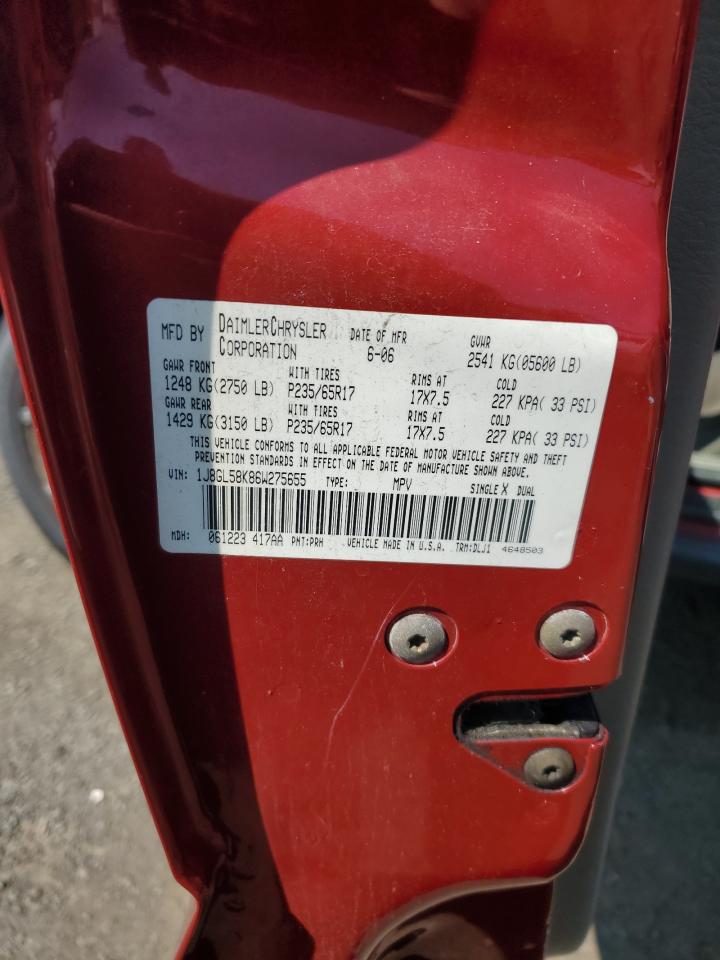 MFD BY DAIMLERCHRYSLER CORPORATION DATE OF MFR 6-06 GVWR 2541 KG(05600 LB)
GAWR FRONT WITH TIRES RIMS AT COLD
1248 KG(2750 LB) P235/65R17 17X7.5 227 KPA( 33 PSI)
GAWR REAR WITH TIRES RIMS AT COLD
1429 KG(3150 LB) P235/65R17 17X7.5 227 KPA( 33 PSI)
THIS VEHICLE CONFORMS TO ALL APPLICABLE FEDERAL MOTOR VEHICLE SAFETY AND THEFT
PREVENTION STANDARDS IN EFFECT ON THE DATE OF MANUFACTURE SHOWN ABOVE.
VIN: 1J8GL58K86W275655 TYPE: MPV SINGLE X DUAL
MDH: 061223 417AA PNT:PRH VEHICLE MADE IN U.S.A. TRM:DLJ1 4648503